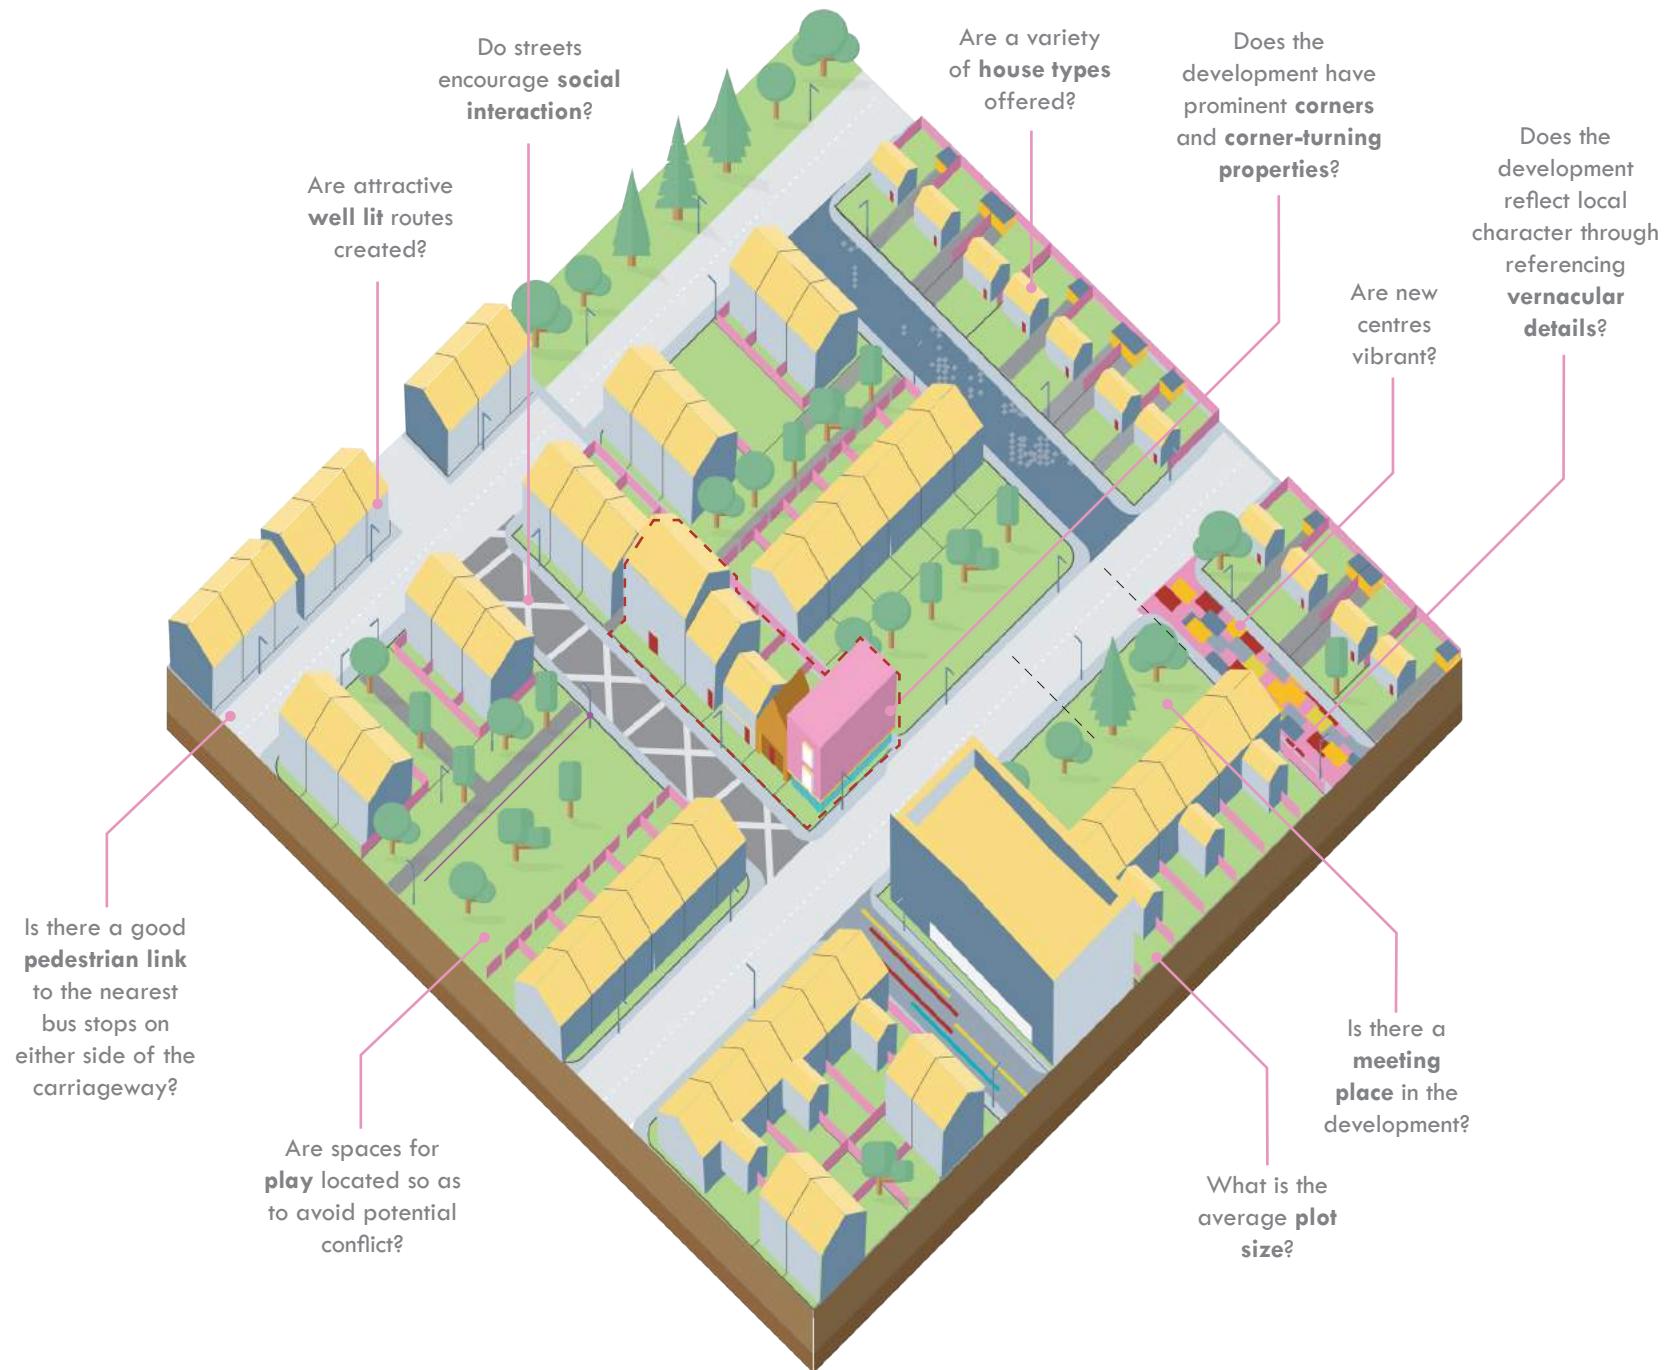 Do streets
encourage social
interaction?
Are a variety
of house types
offered?
Does the
development have
prominent corners
and corner-turning
properties?
Does the
development
reflect local
character through
referencing
vernacular
details?
Are attractive
well lit routes
created?
Are new
centres
vibrant?
Is there a good
pedestrian link
to the nearest
bus stops on
either side of the
carriageway?
Are spaces for
play located so as
to avoid potential
conflict?
What is the
average plot
size?
Is there a
meeting
place in the
development?